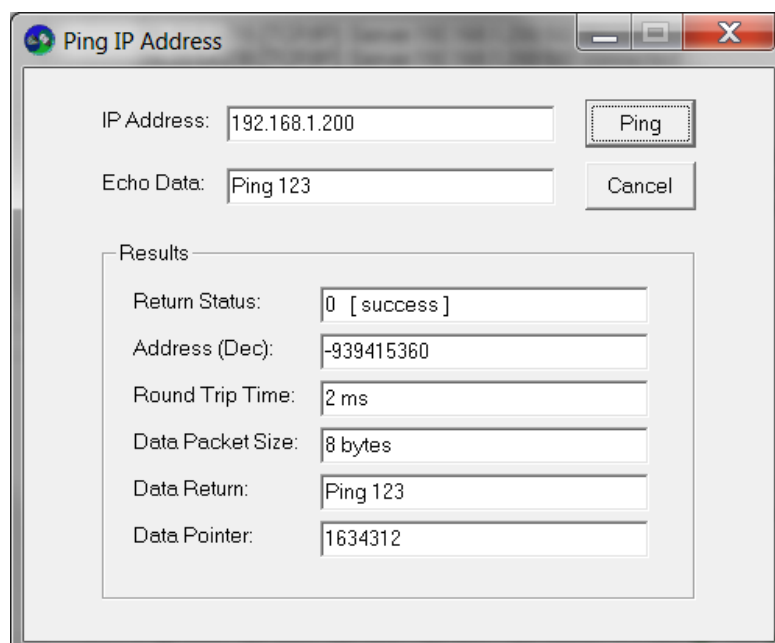 Ping IP Address
IP Address: 192.168.1.200 Ping
Echo Data: Ping 123 Cancel
Results
Return Status: 0 [ success ]
Address (Dec): -939415360
Round Trip Time: 2 ms
Data Packet Size: 8 bytes
Data Return: Ping 123
Data Pointer: 1634312